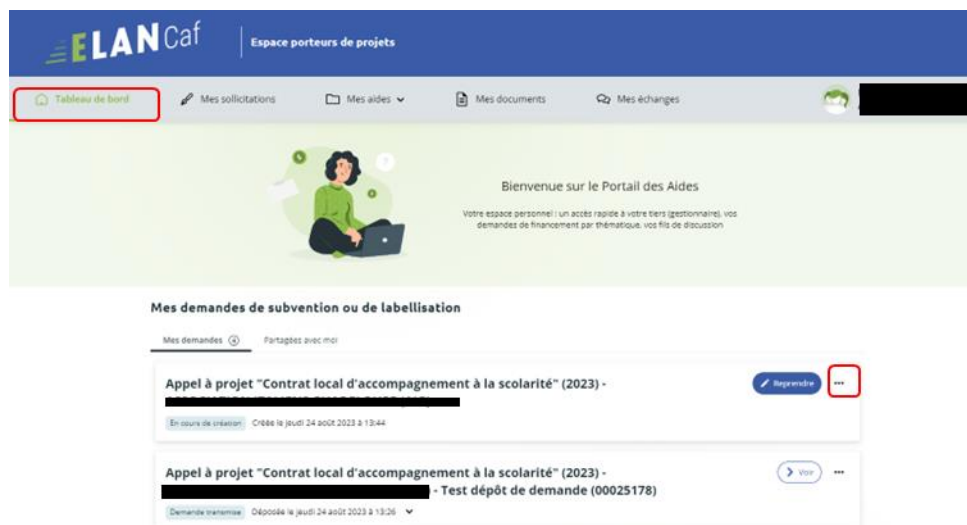 ELAN Caf
Espace porteurs de projets
Tableau de bord
Mes sollicitations
Mes aides
Mes documents
Mes échanges
Bienvenue sur le Portail des Aides
Votre espace personnel : un accès rapide à votre tiers (gestionnaire), vos
demandes de financement par thématique, vos fils de discussion
Mes demandes de subvention ou de labellisation
Mes demandes 4
Partagées avec moi
Appel à projet "Contrat local d'accompagnement à la scolarité" (2023) -
Reprendre
En cours de création Créée le jeudi 24 août 2023 à 13:44
Appel à projet "Contrat local d'accompagnement à la scolarité" (2023) -
Voir
- Test dépôt de demande (00025178)
Demande transmise Déposée le jeudi 24 août 2023 à 13:26